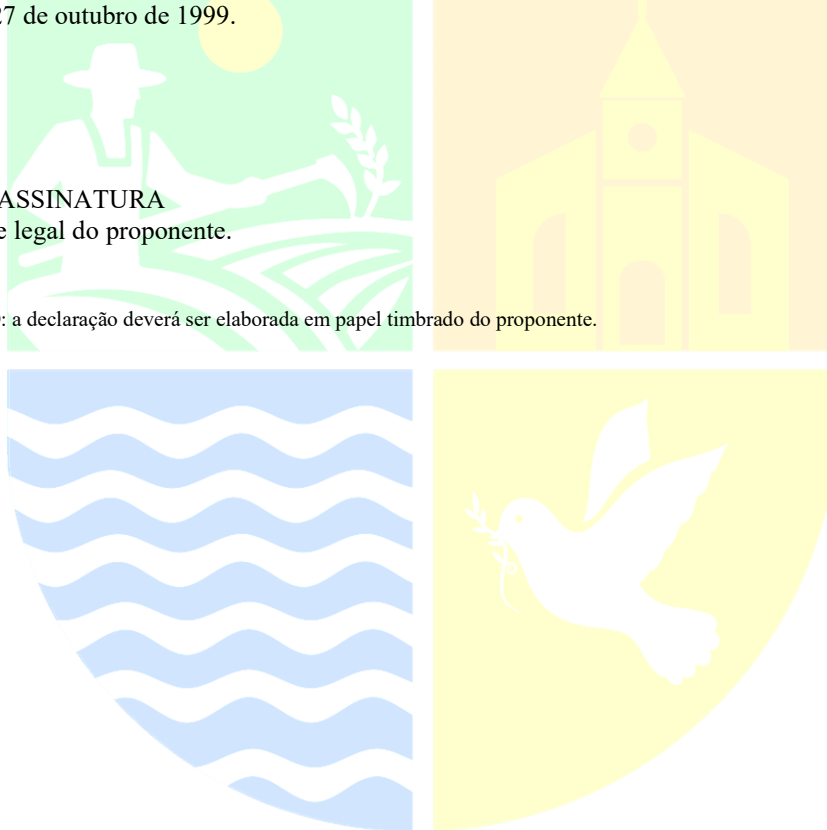 27 de outubro de 1999.
ASSINATURA
e legal do proponente.
: a declaração deverá ser elaborada em papel timbrado do proponente.